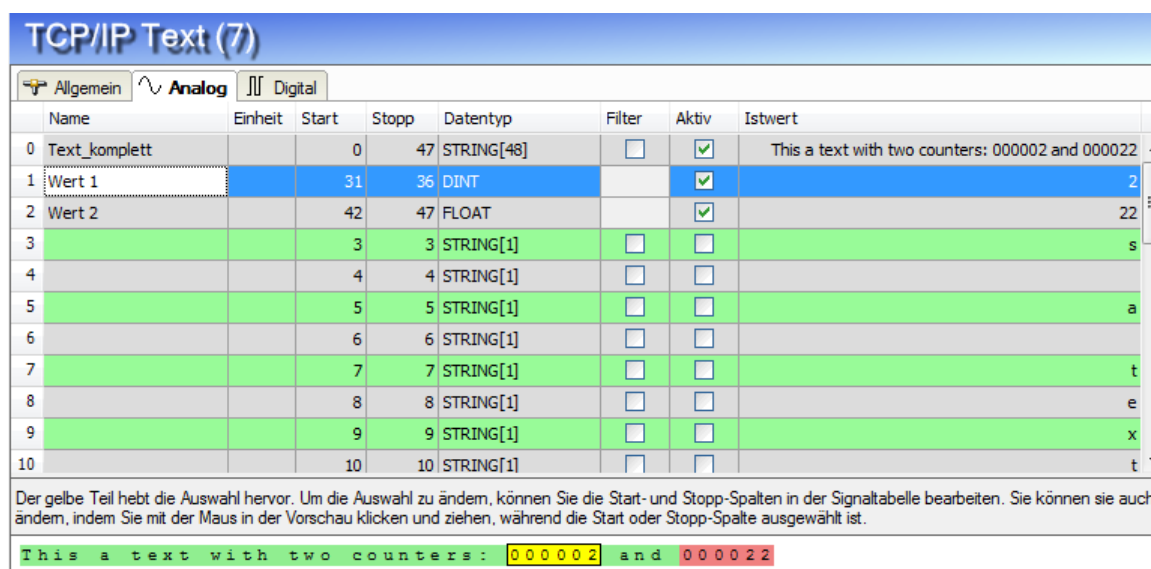 TCP/IP Text (7)
Allgemein Analog Digital
Name Einheit Start Stopp Datentyp Filter Aktiv Istwert
0 Text_komplett 0 47 STRING[48] This a text with two counters: 000002 and 000022
1 Wert 1 31 36 DINT 2
2 Wert 2 42 47 FLOAT 22
3 3 3 STRING[1] s
4 4 4 STRING[1]
5 5 5 STRING[1] a
6 6 6 STRING[1]
7 7 7 STRING[1] t
8 8 8 STRING[1] e
9 9 9 STRING[1] x
10 10 10 STRING[1] t
Der gelbe Teil hebt die Auswahl hervor. Um die Auswahl zu ändern, können Sie die Start- und Stopp-Spalten in der Signaltabelle bearbeiten. Sie können sie auch
ändern, indem Sie mit der Maus in der Vorschau klicken und ziehen, während die Start oder Stopp-Spalte ausgewählt ist.
This a text with two counters: 000002 and 000022